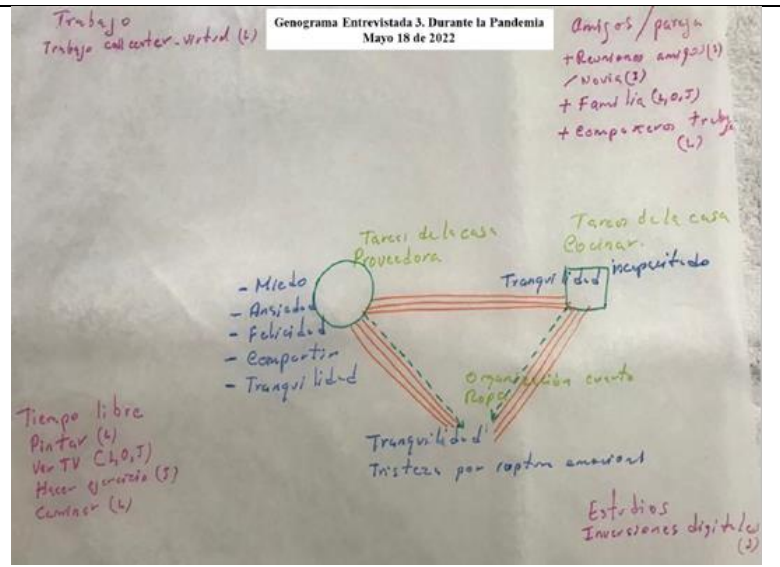 Genograma Entrevistada 3. Durante la Pandemia
Mayo 18 de 2022
Trabajo
Trabajo call center-virtual (L)
Amigos / pareja
+ Reuniones amigos (J)
/ Novia (J)
+ Familia (L,O,J)
+ Compañeros trabajo
(L)
Tareas de la casa
Proveedora
Tareas de la casa
Cocinar.
Tranquilidad
incapacitado
- Miedo
- Ansiedad
- Felicidad
- Compartir
- Tranquilidad
Organización cuarto
Ropa
Tranquilidad
Tristeza por ruptura emocional
Tiempo libre
Pintar (L)
Ver TV (L,O,J)
Hacer ejercicio (J)
Caminar (L)
Estudios
Inversiones digitales
(J)